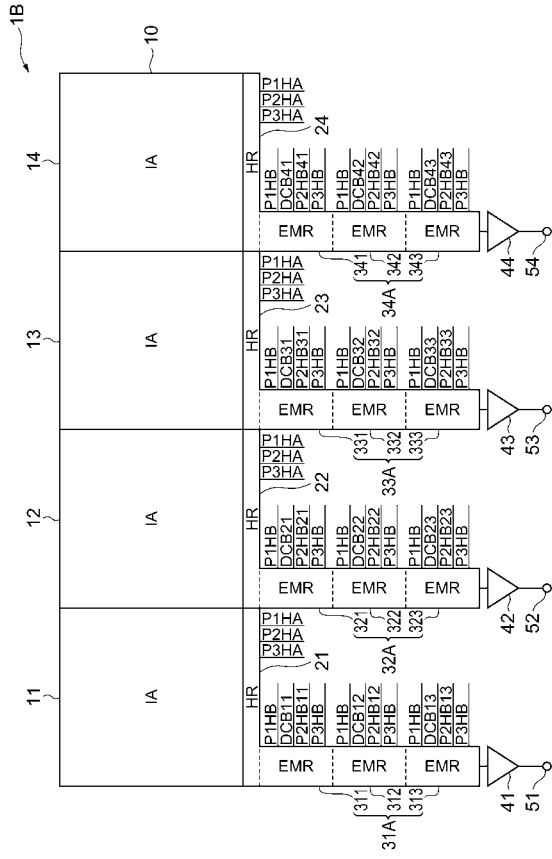 1B
11
12
13
14
10
IA
IA
IA
IA
HR
HR
HR
HR
P1HA
P2HA
P3HA
21
P1HA
P2HA
P3HA
22
P1HA
P2HA
P3HA
23
P1HA
P2HA
P3HA
24
EMR
P1HB
DCB11
P2HB11
P3HB
EMR
P1HB
DCB12
P2HB12
P3HB
EMR
P1HB
DCB13
P2HB13
P3HB
311
312
313
31A
41
51
EMR
P1HB
DCB21
P2HB21
P3HB
EMR
P1HB
DCB22
P2HB22
P3HB
EMR
P1HB
DCB23
P2HB23
P3HB
321
322
323
32A
42
52
EMR
P1HB
DCB31
P2HB31
P3HB
EMR
P1HB
DCB32
P2HB32
P3HB
EMR
P1HB
DCB33
P2HB33
P3HB
331
332
333
33A
43
53
EMR
P1HB
DCB41
P2HB41
P3HB
EMR
P1HB
DCB42
P2HB42
P3HB
EMR
P1HB
DCB43
P2HB43
P3HB
341
342
343
34A
44
54